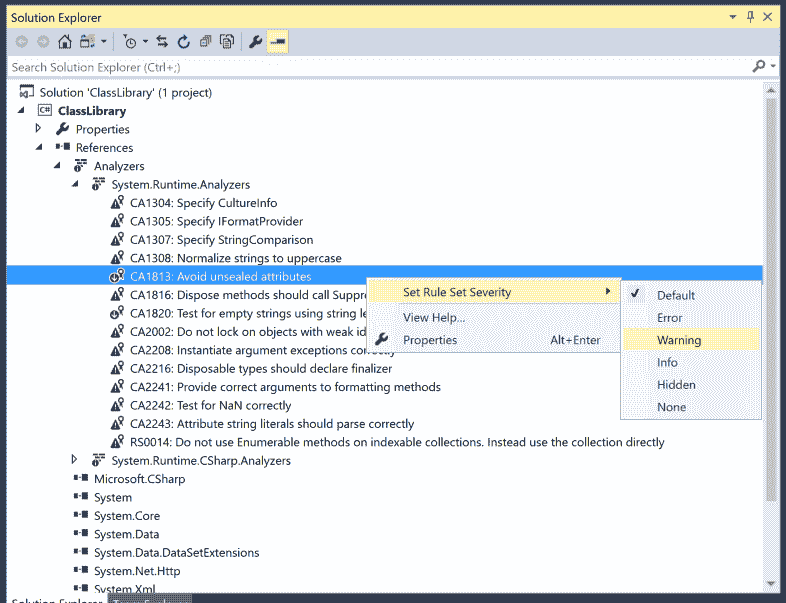 Solution Explorer
Search Solution Explorer (Ctrl+;)
Solution 'ClassLibrary' (1 project)
C# ClassLibrary
Properties
References
Analyzers
System.Runtime.Analyzers
CA1304: Specify CultureInfo
CA1305: Specify IFormatProvider
CA1307: Specify StringComparison
CA1308: Normalize strings to uppercase
CA1813: Avoid unsealed attributes
CA1816: Dispose methods should call Suppre
CA1820: Test for empty strings using string le
CA2002: Do not lock on objects with weak id
CA2208: Instantiate argument exceptions correctly
CA2216: Disposable types should declare finalizer
CA2241: Provide correct arguments to formatting methods
CA2242: Test for NaN correctly
CA2243: Attribute string literals should parse correctly
RS0014: Do not use Enumerable methods on indexable collections. Instead use the collection directly
System.Runtime.CSharp.Analyzers
Microsoft.CSharp
System
System.Core
System.Data
System.Data.DataSetExtensions
System.Net.Http
System.Xml
Solution Explorer
Set Rule Set Severity
View Help...
Properties Alt+Enter
Default
Error
Warning
Info
Hidden
None